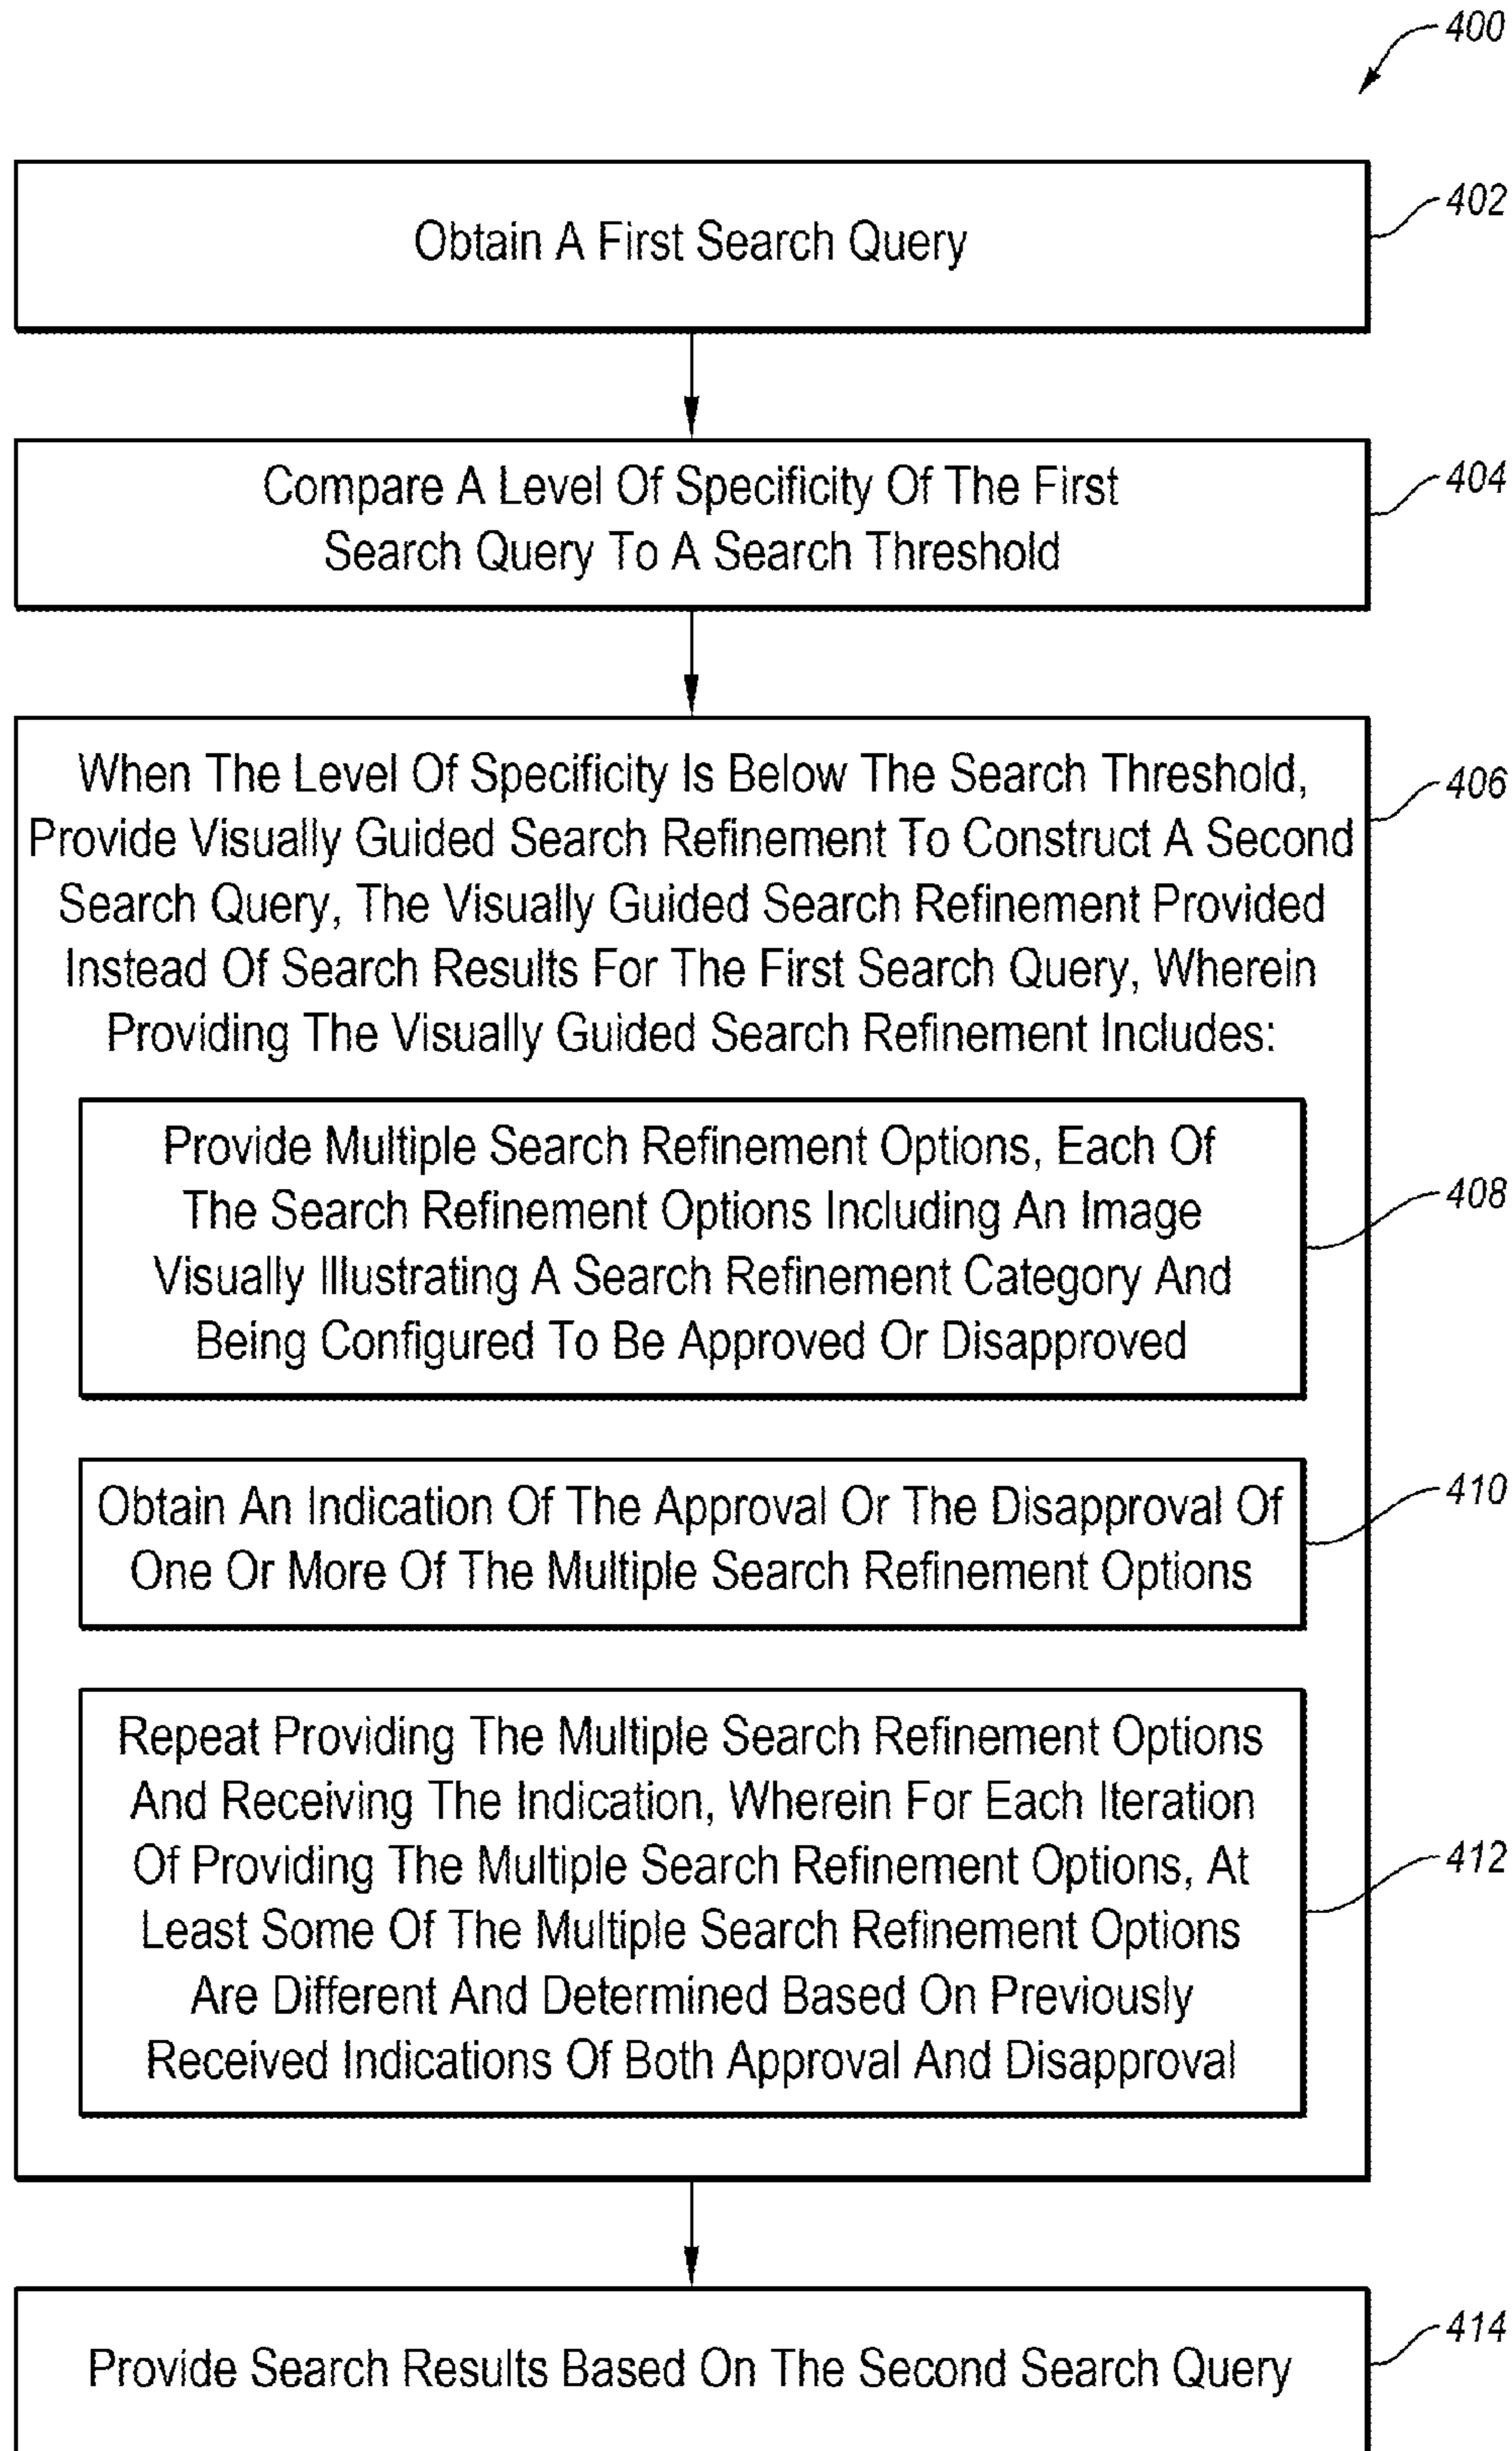 400
Obtain A First Search Query
402
Compare A Level Of Specificity Of The First
Search Query To A Search Threshold
404
When The Level Of Specificity Is Below The Search Threshold,
Provide Visually Guided Search Refinement To Construct A Second
Search Query, The Visually Guided Search Refinement Provided
Instead Of Search Results For The First Search Query, Wherein
Providing The Visually Guided Search Refinement Includes:
406
Provide Multiple Search Refinement Options, Each Of
The Search Refinement Options Including An Image
Visually Illustrating A Search Refinement Category And
Being Configured To Be Approved Or Disapproved
408
Obtain An Indication Of The Approval Or The Disapproval Of
One Or More Of The Multiple Search Refinement Options
410
Repeat Providing The Multiple Search Refinement Options
And Receiving The Indication, Wherein For Each Iteration
Of Providing The Multiple Search Refinement Options, At
Least Some Of The Multiple Search Refinement Options
Are Different And Determined Based On Previously
Received Indications Of Both Approval And Disapproval
412
Provide Search Results Based On The Second Search Query
414